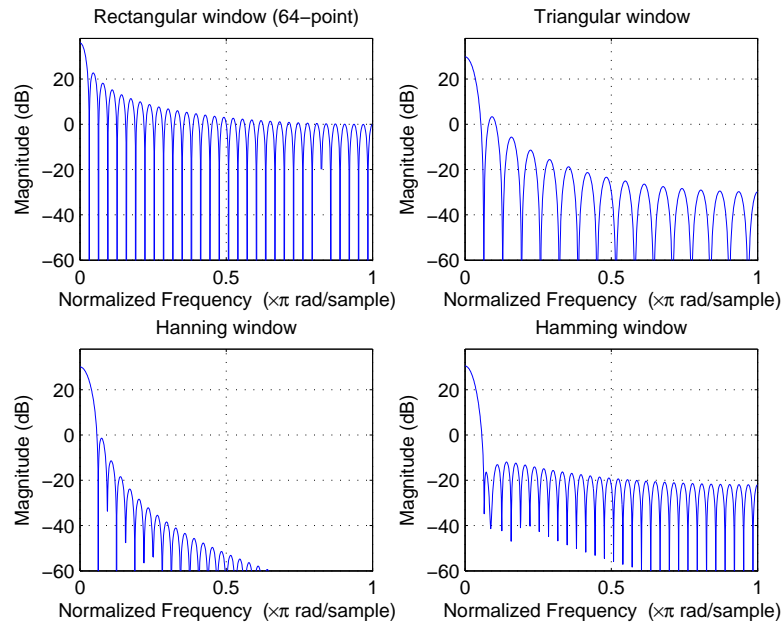 Rectangular window (64−point)
Magnitude (dB)
20
0
−20
−40
−60
0
0.5
1
Normalized Frequency (×π rad/sample)
Triangular window
Magnitude (dB)
20
0
−20
−40
−60
0
0.5
1
Normalized Frequency (×π rad/sample)
Hanning window
Magnitude (dB)
20
0
−20
−40
−60
0
0.5
1
Normalized Frequency (×π rad/sample)
Hamming window
Magnitude (dB)
20
0
−20
−40
−60
0
0.5
1
Normalized Frequency (×π rad/sample)